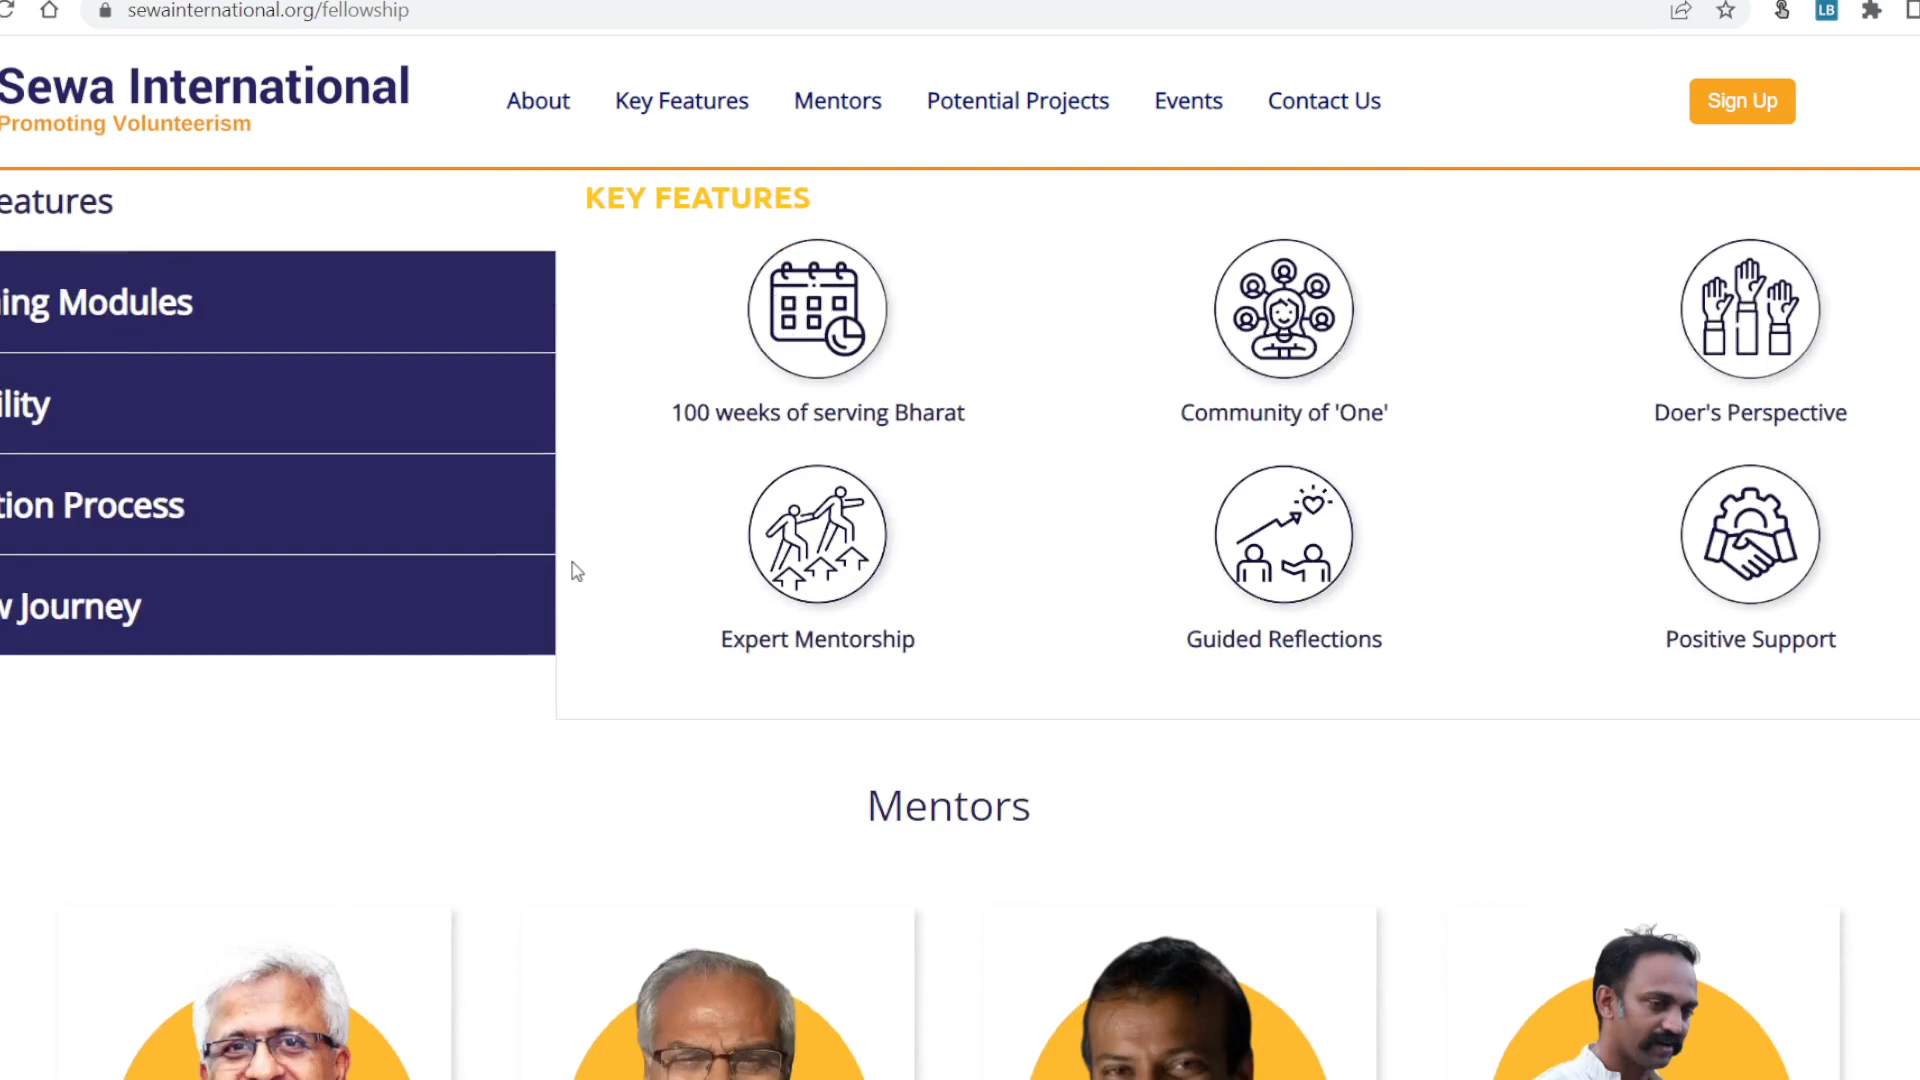 sewainternational.org/fellowship
LB
Sewa International
Promoting Volunteerism
About
Key Features
Mentors
Potential Projects
Events
Contact Us
Sign Up
eatures
KEY FEATURES
ing Modules
ility
tion Process
w Journey
100 weeks of serving Bharat
Community of 'One'
Doer's Perspective
Expert Mentorship
Guided Reflections
Positive Support
Mentors